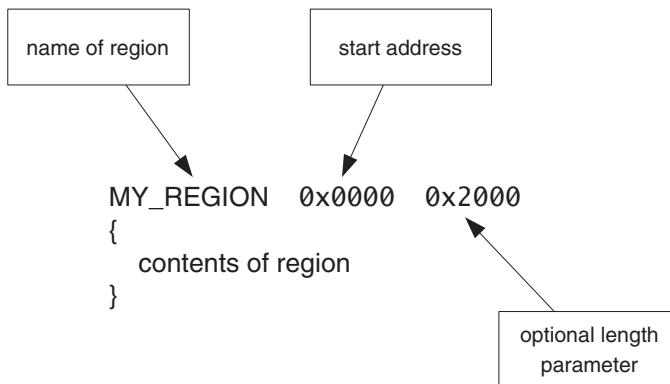 name of region
start address
MY_REGION 0x0000 0x2000
{
contents of region
}
optional length
parameter